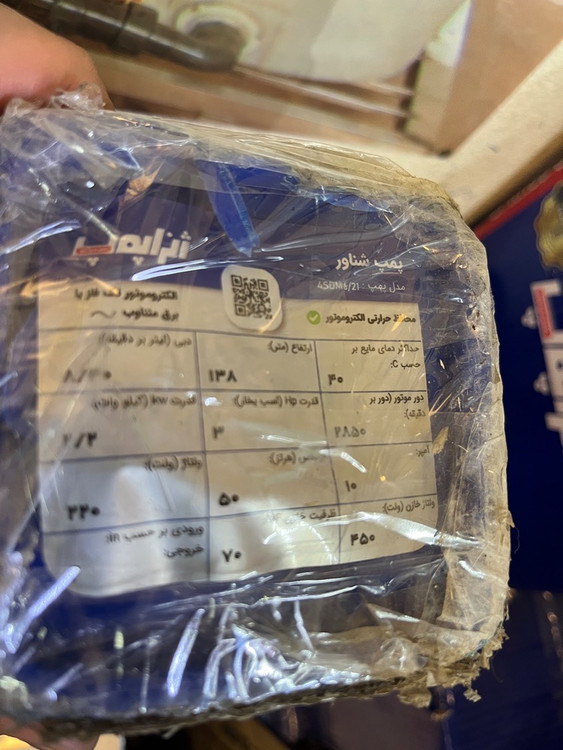 ژنراپمپ
پمپ شناور
مدل پمپ : 4SDM6/21
الکتروموتور تک فاز با
برق متناوب ~
محافظ حرارتی الکتروموتور
حداکثر دمای مایع بر
حسب C:
۴۰
ارتفاع (متر):
۱۳۸
دبی (لیتر بر دقیقه):
دور موتور (دور بر
دقیقه):
۲۸۵۰
قدرت Hp (اسب بخار):
۳
قدرت kW (کیلو وات):
۲/۲
آمپر:
۱۰
(هرتز):
۵۰
ولتاژ (ولت):
۲۲۰
ولتاژ خازن (ولت):
۴۵۰
ظرفیت
۷۰
ورودی بر حسب in:
خروجی: